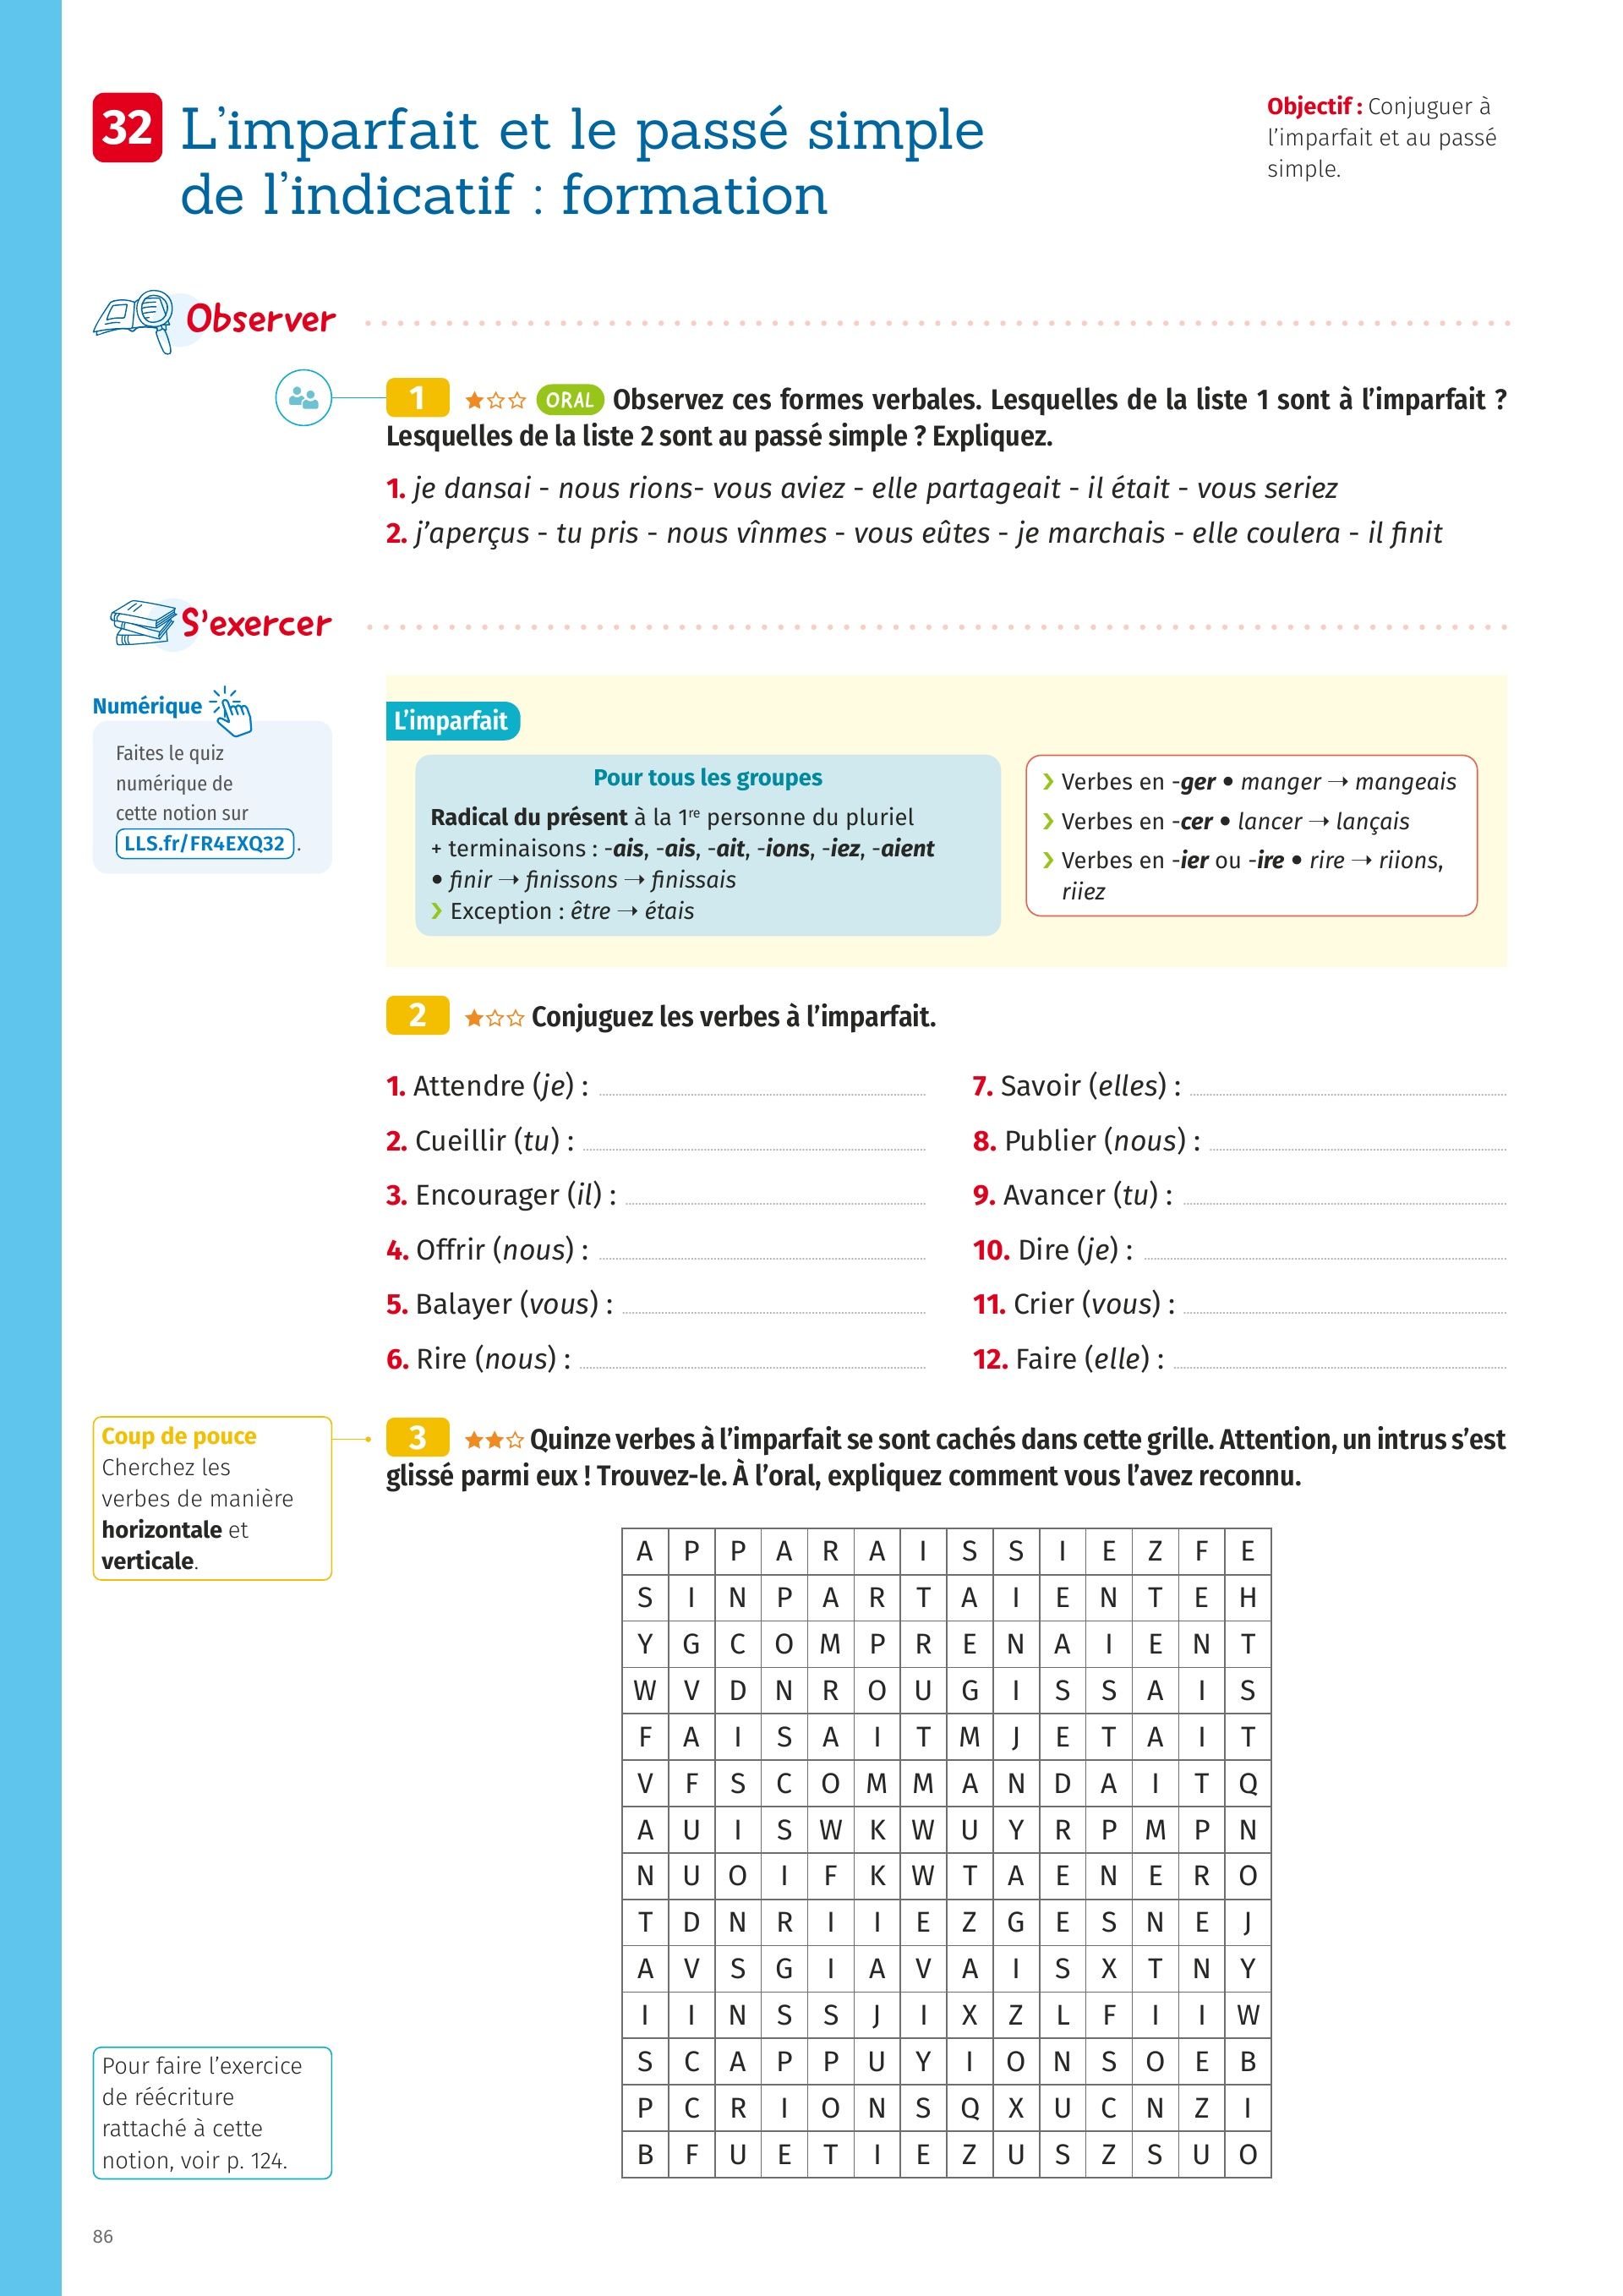 32 L'imparfait et le passé simple
de l'indicatif : formation
Objectif : Conjuguer à
l'imparfait et au passé
simple.
Observer
1 ORAL Observez ces formes verbales. Lesquelles de la liste 1 sont à l'imparfait ?
Lesquelles de la liste 2 sont au passé simple ? Expliquez.
1. je dansai - nous rions- vous aviez - elle partageait - il était - vous seriez
2. j'aperçus - tu pris - nous vînmes - vous eûtes - je marchais - elle coulera - il finit
S'exercer
Numérique
Faites le quiz
numérique de
cette notion sur
LLS.fr/FR4EXQ32.
L'imparfait
Pour tous les groupes
Radical du présent à la 1re personne du pluriel
+ terminaisons : -ais, -ais, -ait, -ions, -iez, -aient
• finir → finissons → finissais
› Exception : être → étais
› Verbes en -ger • manger → mangeais
› Verbes en -cer • lancer → lançais
› Verbes en -ier ou -ire • rire → riions,
riiez
2 Conjuguez les verbes à l'imparfait.
1. Attendre (je) :
2. Cueillir (tu) :
3. Encourager (il) :
4. Offrir (nous) :
5. Balayer (vous) :
6. Rire (nous) :
7. Savoir (elles) :
8. Publier (nous) :
9. Avancer (tu) :
10. Dire (je) :
11. Crier (vous) :
12. Faire (elle) :
Coup de pouce
Cherchez les
verbes de manière
horizontale et
verticale.
3 Quinze verbes à l'imparfait se sont cachés dans cette grille. Attention, un intrus s'est
glissé parmi eux ! Trouvez-le. À l'oral, expliquez comment vous l'avez reconnu.
A P P A R A I S S I E Z F E
S I N P A R T A I E N T E H
Y G C O M P R E N A I E N T
W V D N R O U G I S S A I S
F A I S A I T M J E T A I T
V F S C O M M A N D A I T Q
A U I S W K W U Y R P M P N
N U O I F K W T A E N E R O
T D N R I I E Z G E S N E J
A V S G I A V A I S X T N Y
I I N S S J I X Z L F I I W
S C A P P U Y I O N S O E B
P C R I O N S Q X U C N Z I
B F U E T I E Z U S Z S U O
Pour faire l'exercice
de réécriture
rattaché à cette
notion, voir p. 124.
86